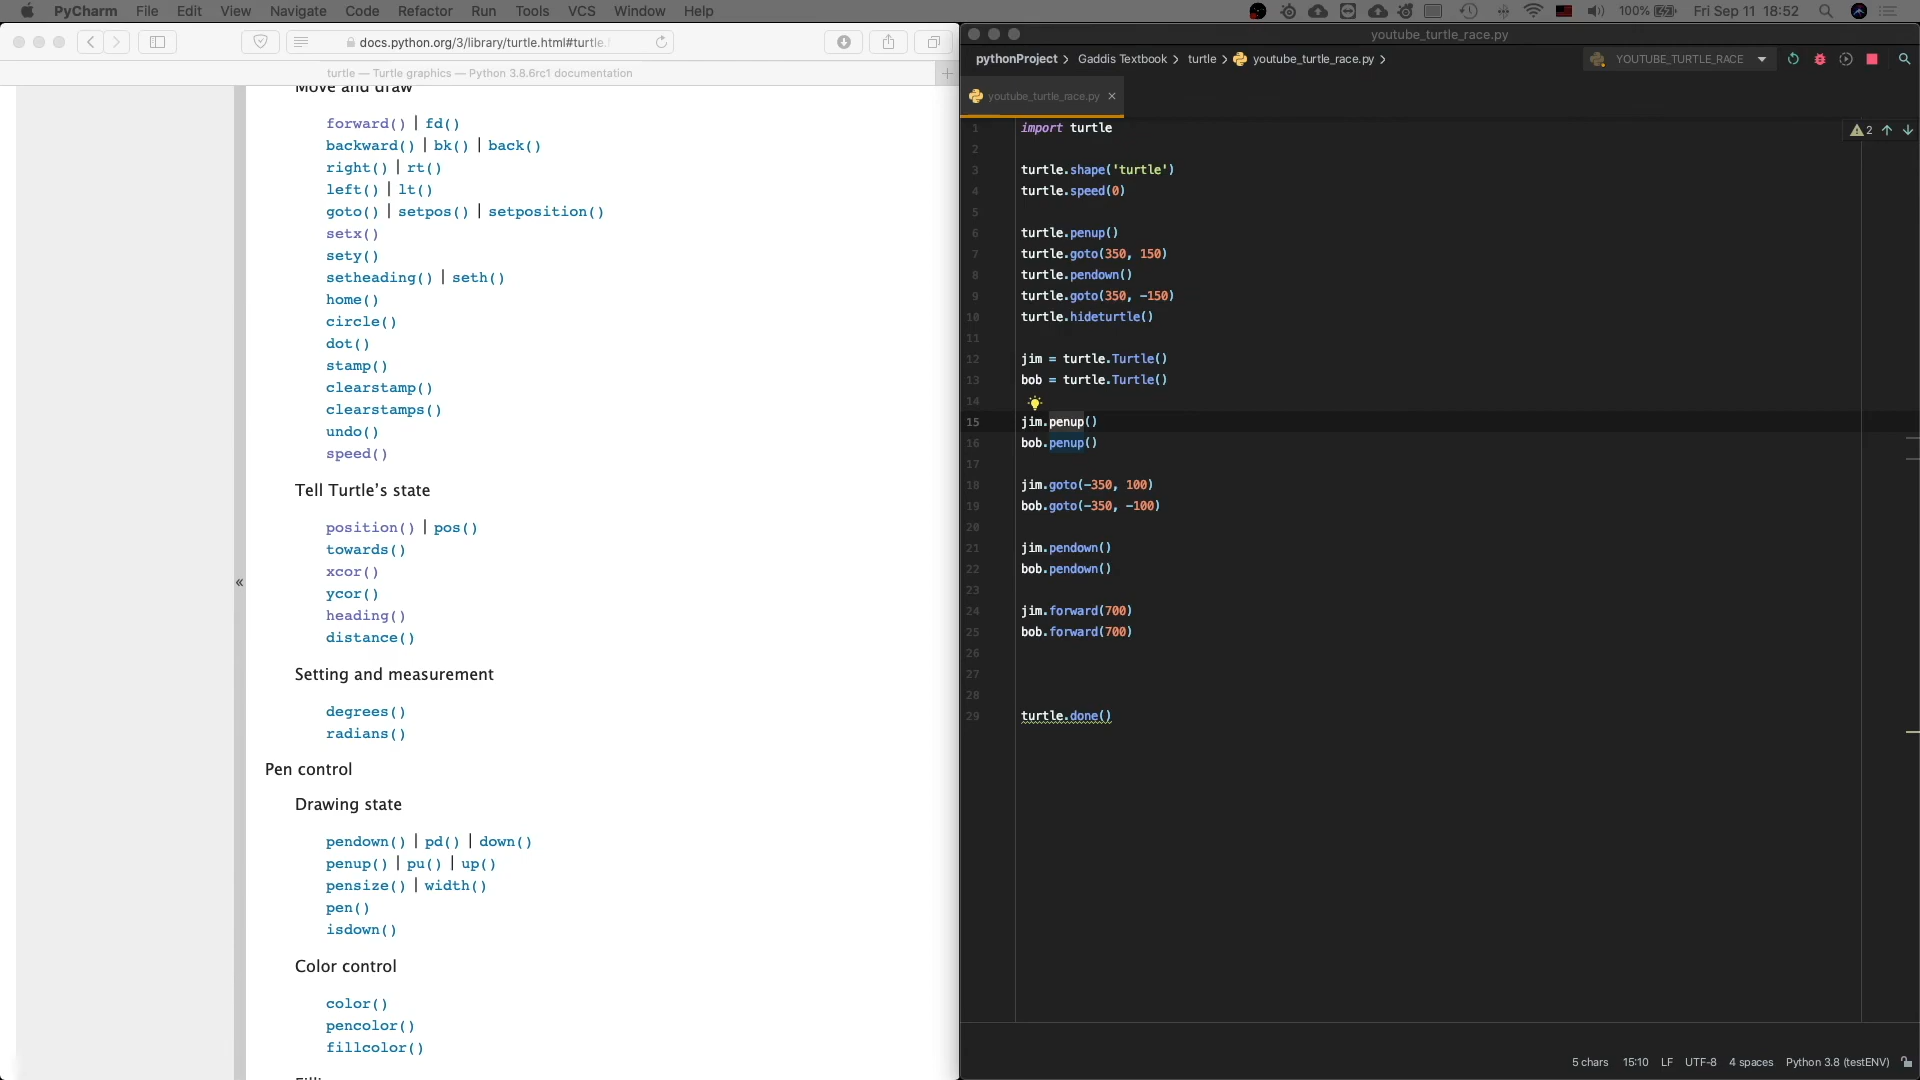 PyCharm File Edit View Navigate Code Refactor Run Tools VCS Window Help 100% Fri Sep 11 18:52
docs.python.org/3/library/turtle.html#turtle.
turtle — Turtle graphics — Python 3.8.6rc1 documentation
Move and draw
forward() | fd()
backward() | bk() | back()
right() | rt()
left() | lt()
goto() | setpos() | setposition()
setx()
sety()
setheading() | seth()
home()
circle()
dot()
stamp()
clearstamp()
clearstamps()
undo()
speed()
Tell Turtle’s state
position() | pos()
towards()
xcor()
ycor()
heading()
distance()
Setting and measurement
degrees()
radians()
Pen control
Drawing state
pendown() | pd() | down()
penup() | pu() | up()
pensize() | width()
pen()
isdown()
Color control
color()
pencolor()
fillcolor()
«
youtube_turtle_race.py
pythonProject > Gaddis Textbook > turtle > youtube_turtle_race.py > YOUTUBE_TURTLE_RACE
youtube_turtle_race.py ×
2
1 import turtle
2
3 turtle.shape('turtle')
4 turtle.speed(0)
5
6 turtle.penup()
7 turtle.goto(350, 150)
8 turtle.pendown()
9 turtle.goto(350, -150)
10 turtle.hideturtle()
11
12 jim = turtle.Turtle()
13 bob = turtle.Turtle()
14
15 jim.penup()
16 bob.penup()
17
18 jim.goto(-350, 100)
19 bob.goto(-350, -100)
20
21 jim.pendown()
22 bob.pendown()
23
24 jim.forward(700)
25 bob.forward(700)
26
27
28
29 turtle.done()
5 chars 15:10 LF UTF-8 4 spaces Python 3.8 (testENV)